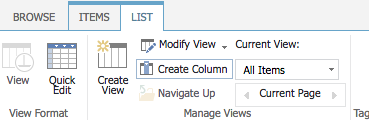 BROWSE ITEMS LIST
View
Quick Edit
View Format
Create View
Modify View
Create Column
Navigate Up
Current View:
All Items
Current Page
Manage Views
Tag